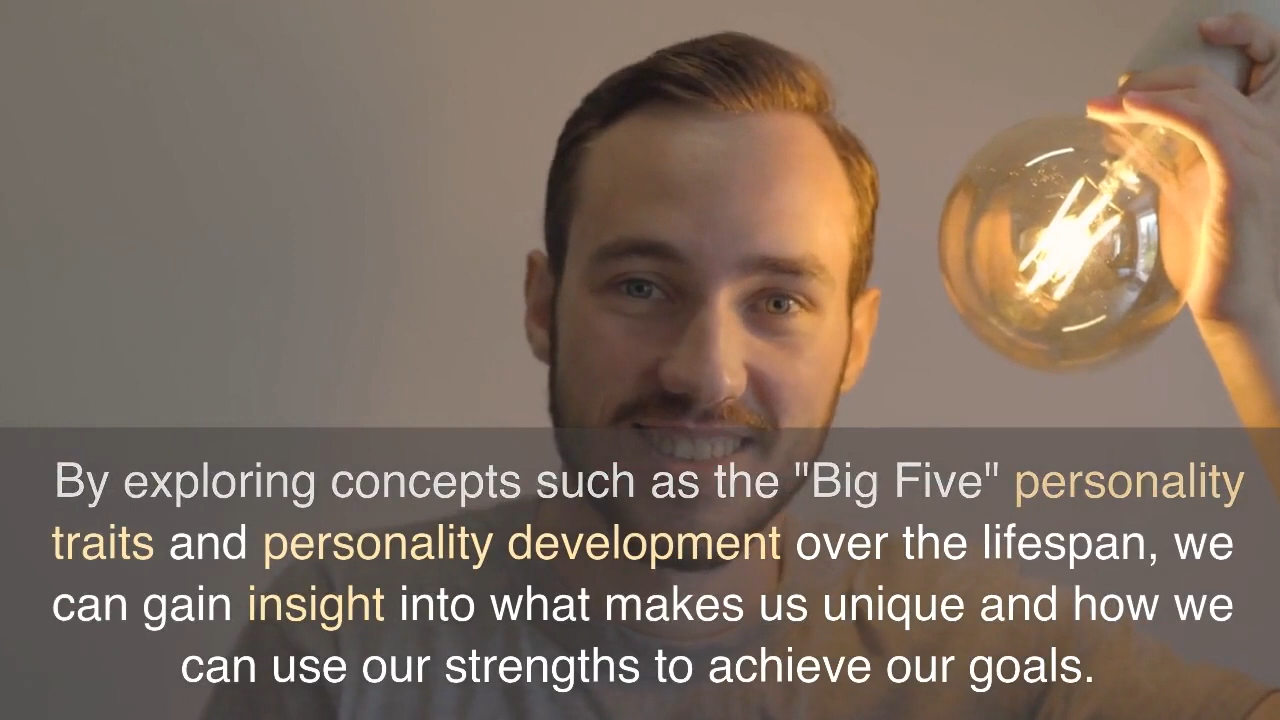 By exploring concepts such as the "Big Five" personality
traits and personality development over the lifespan, we
can gain insight into what makes us unique and how we
can use our strengths to achieve our goals.